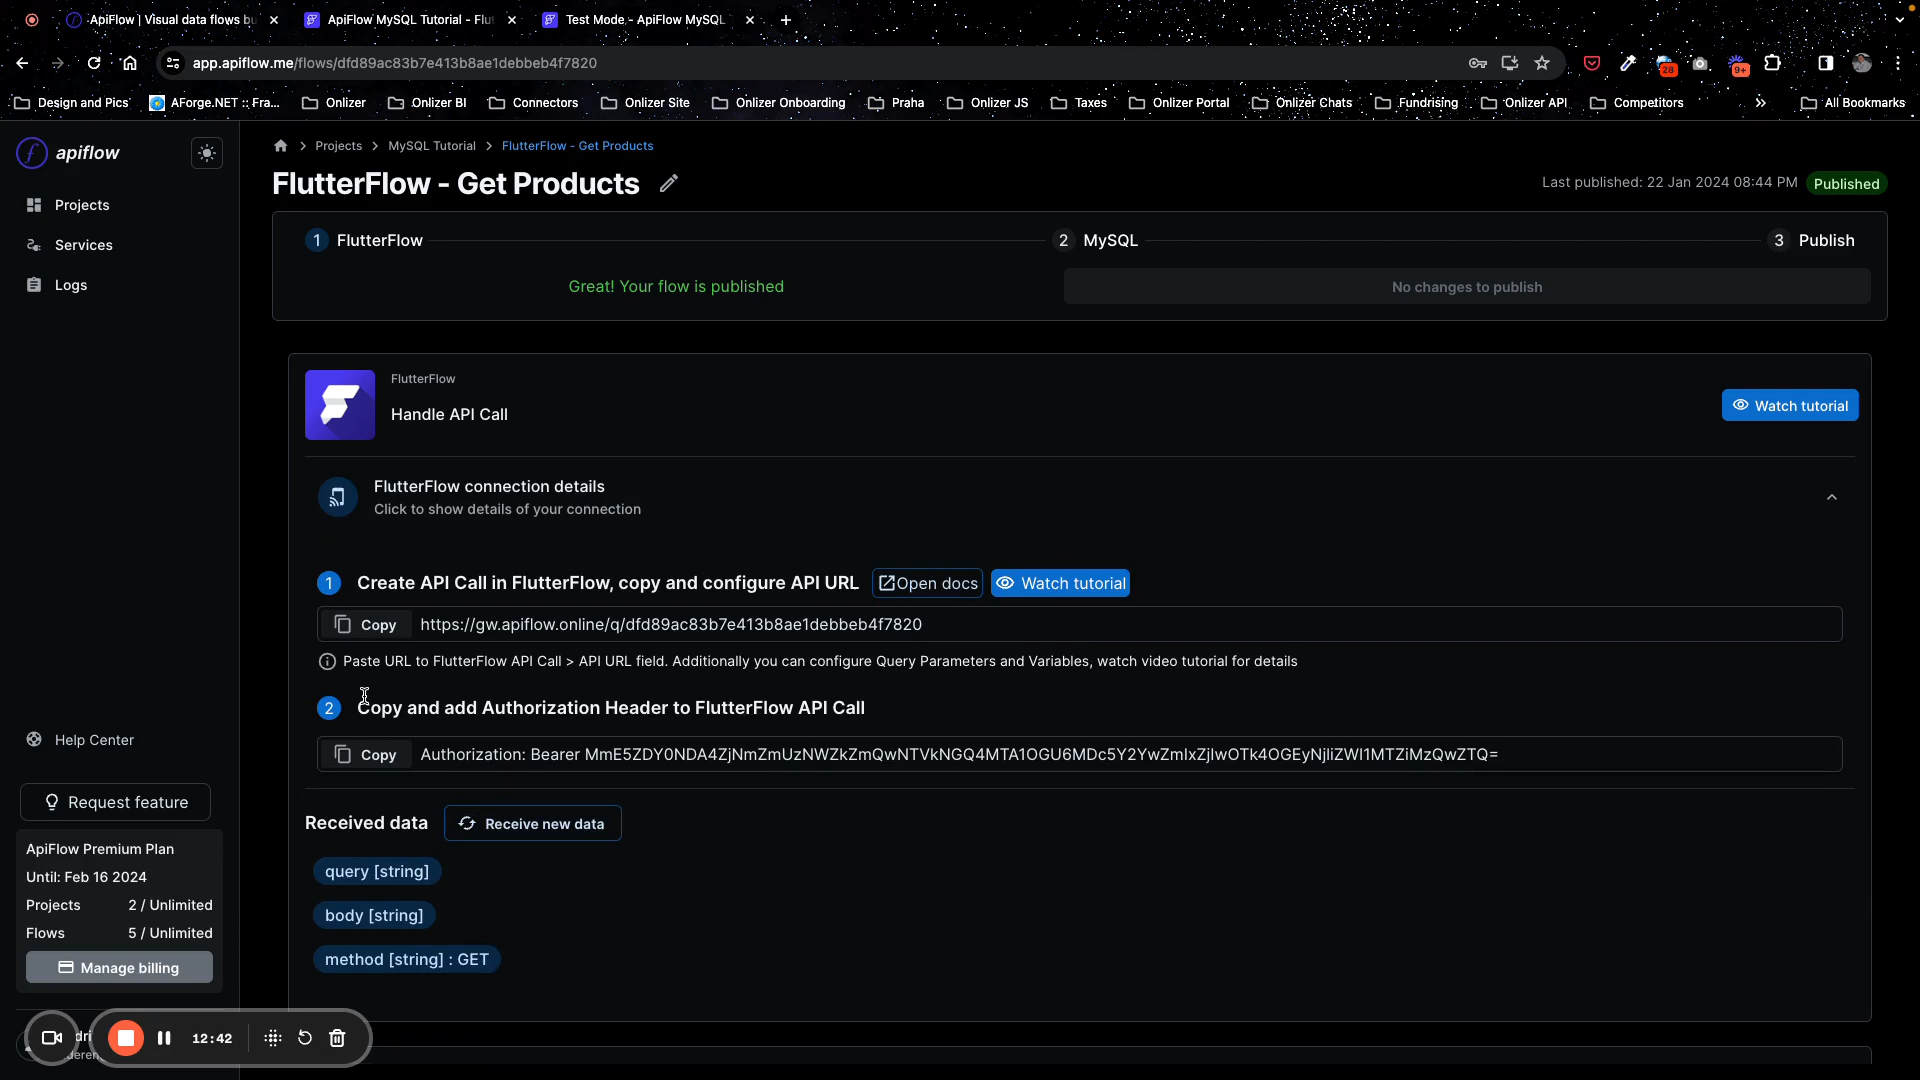 ApiFlow | Visual data flows bu
ApiFlow MySQL Tutorial - Flut
Test Mode - ApiFlow MySQL
app.apiflow.me/flows/dfd89ac83b7e413b8ae1debbeb4f7820
28
9+
Design and Pics
AForge.NET :: Fra...
Onlizer
Onlizer BI
Connectors
Onlizer Site
Onlizer Onboarding
Praha
Onlizer JS
Taxes
Onlizer Portal
Onlizer Chats
Fundrising
Onlizer API
Competitors
All Bookmarks
apiflow
Projects
Services
Logs
Help Center
Request feature
ApiFlow Premium Plan
Until: Feb 16 2024
Projects 2 / Unlimited
Flows 5 / Unlimited
Manage billing
dri
deren
12:42
Projects > MySQL Tutorial > FlutterFlow - Get Products
FlutterFlow - Get Products
Last published: 22 Jan 2024 08:44 PM Published
1 FlutterFlow
2 MySQL
3 Publish
Great! Your flow is published
No changes to publish
FlutterFlow
Handle API Call
Watch tutorial
FlutterFlow connection details
Click to show details of your connection
1 Create API Call in FlutterFlow, copy and configure API URL Open docs Watch tutorial
Copy https://gw.apiflow.online/q/dfd89ac83b7e413b8ae1debbeb4f7820
Paste URL to FlutterFlow API Call > API URL field. Additionally you can configure Query Parameters and Variables, watch video tutorial for details
2 Copy and add Authorization Header to FlutterFlow API Call
Copy Authorization: Bearer MmE5ZDY0NDA4ZjNmZmUzNWZkZmQwNTVkNGQ4MTA1OGU6MDc5Y2YwZmIxZjIwOTk4OGEyNjliZWI1MTZiMzQwZTQ=
Received data Receive new data
query [string]
body [string]
method [string] : GET